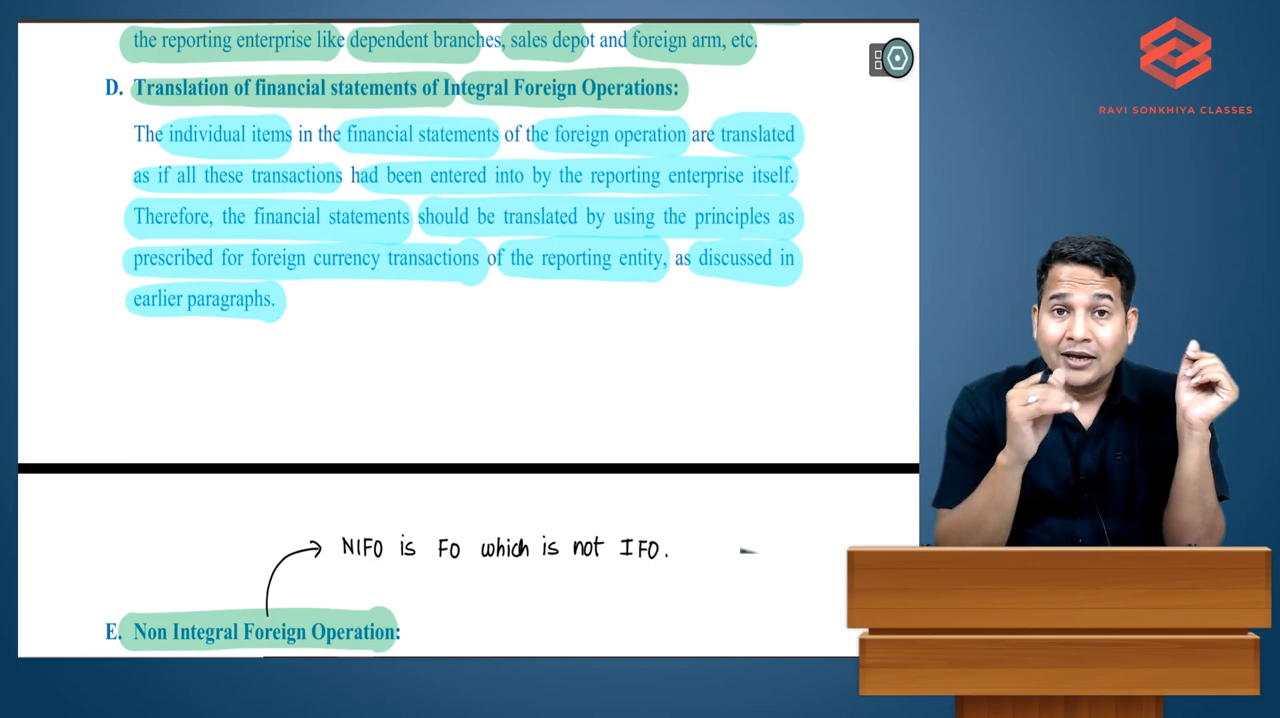 the reporting enterprise like dependent branches, sales depot and foreign arm, etc.
D. Translation of financial statements of Integral Foreign Operations:
The individual items in the financial statements of the foreign operation are translated
as if all these transactions had been entered into by the reporting enterprise itself.
Therefore, the financial statements should be translated by using the principles as
prescribed for foreign currency transactions of the reporting entity, as discussed in
earlier paragraphs.
NIFO is FO which is not IFO.
E. Non Integral Foreign Operation:
RAVI SONKHIYA CLASSES